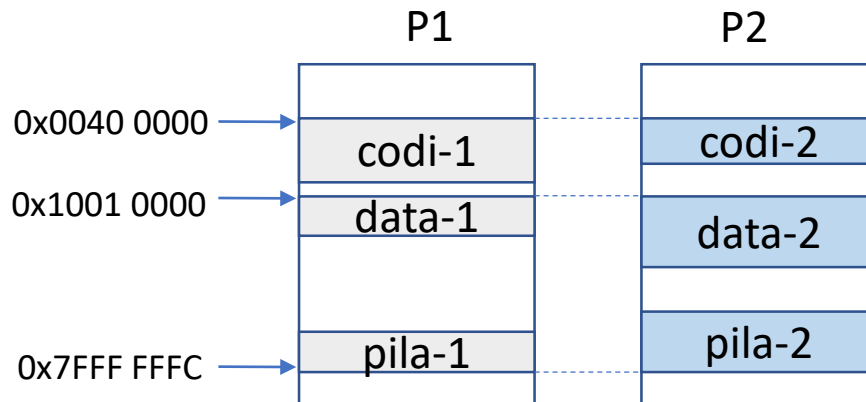 P1 P2
0x0040 0000
codi-1 codi-2
0x1001 0000
data-1 data-2
pila-1 pila-2
0x7FFF FFFC